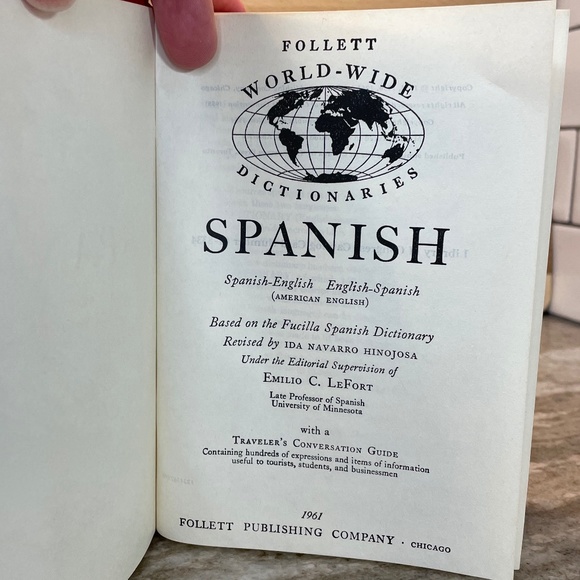 FOLLETT
WORLD-WIDE
DICTIONARIES
SPANISH
Spanish-English English-Spanish
(AMERICAN ENGLISH)
Based on the Fucilla Spanish Dictionary
Revised by IDA NAVARRO HINOJOSA
Under the Editorial Supervision of
EMILIO C. LEFORT
Late Professor of Spanish
University of Minnesota
with a
TRAVELER'S CONVERSATION GUIDE
Containing hundreds of expressions and items of information
useful to tourists, students, and businessmen
1961
FOLLETT PUBLISHING COMPANY · CHICAGO